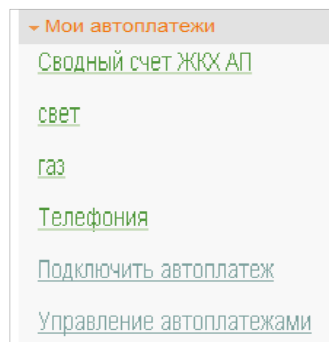 Мои автоплатежи
Сводный счет ЖКХ АП
свет
газ
Телефония
Подключить автоплатеж
Управление автоплатежами